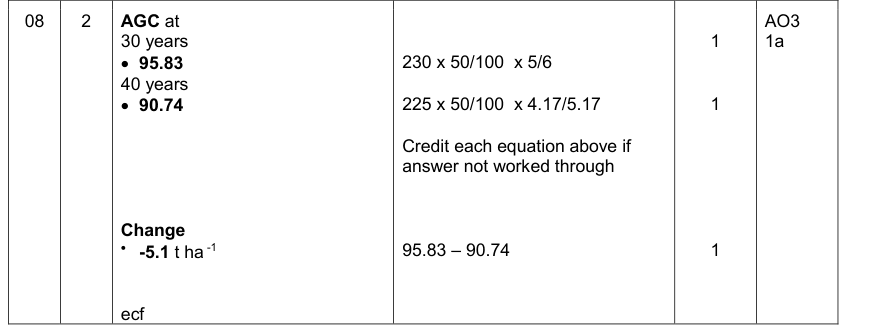 08 2 AGC at AO3
30 years 1 1a
• 95.83 230 x 50/100 x 5/6
40 years
• 90.74 225 x 50/100 x 4.17/5.17 1
Credit each equation above if
answer not worked through
Change
• -5.1 t ha -1 95.83 – 90.74 1
ecf